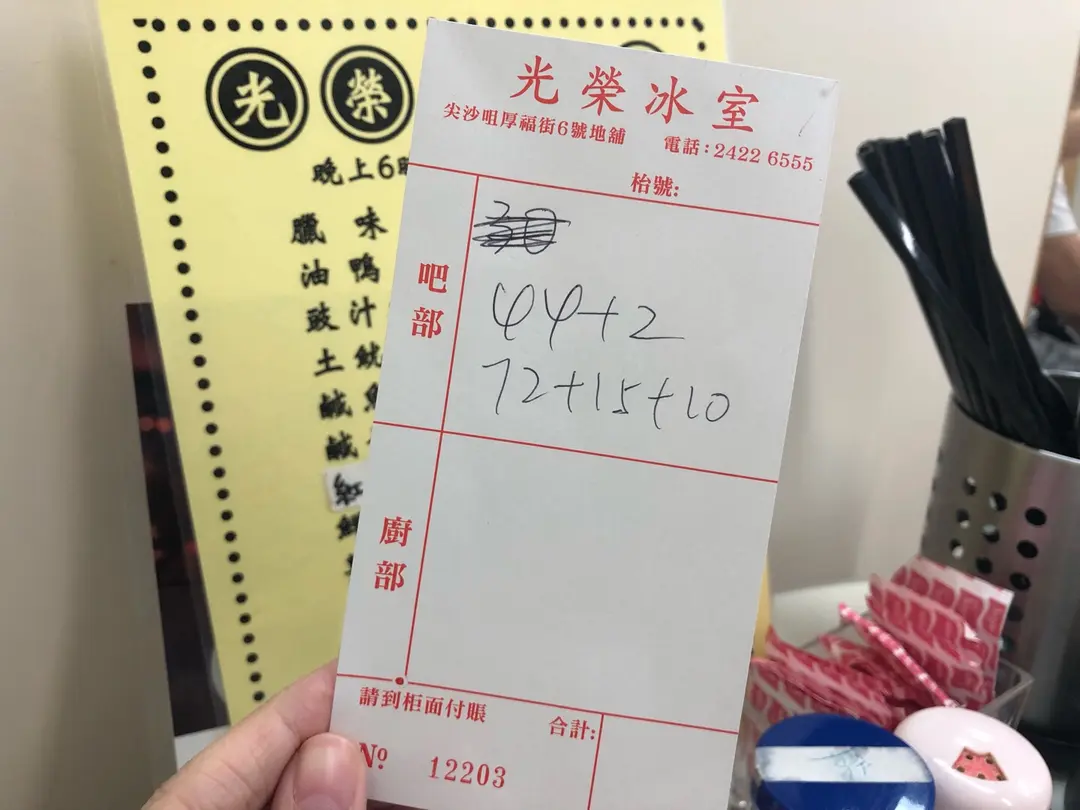 光榮冰室
尖沙咀厚福街6號地舖 電話：2422 6555
枱號：
吧部
44+2
72+15+10
廚部
請到柜面付賬
合計：
Nº 12203
光榮
晚上6時
臘味
油鴨
豉汁
土魷
鹹
鹹
紅